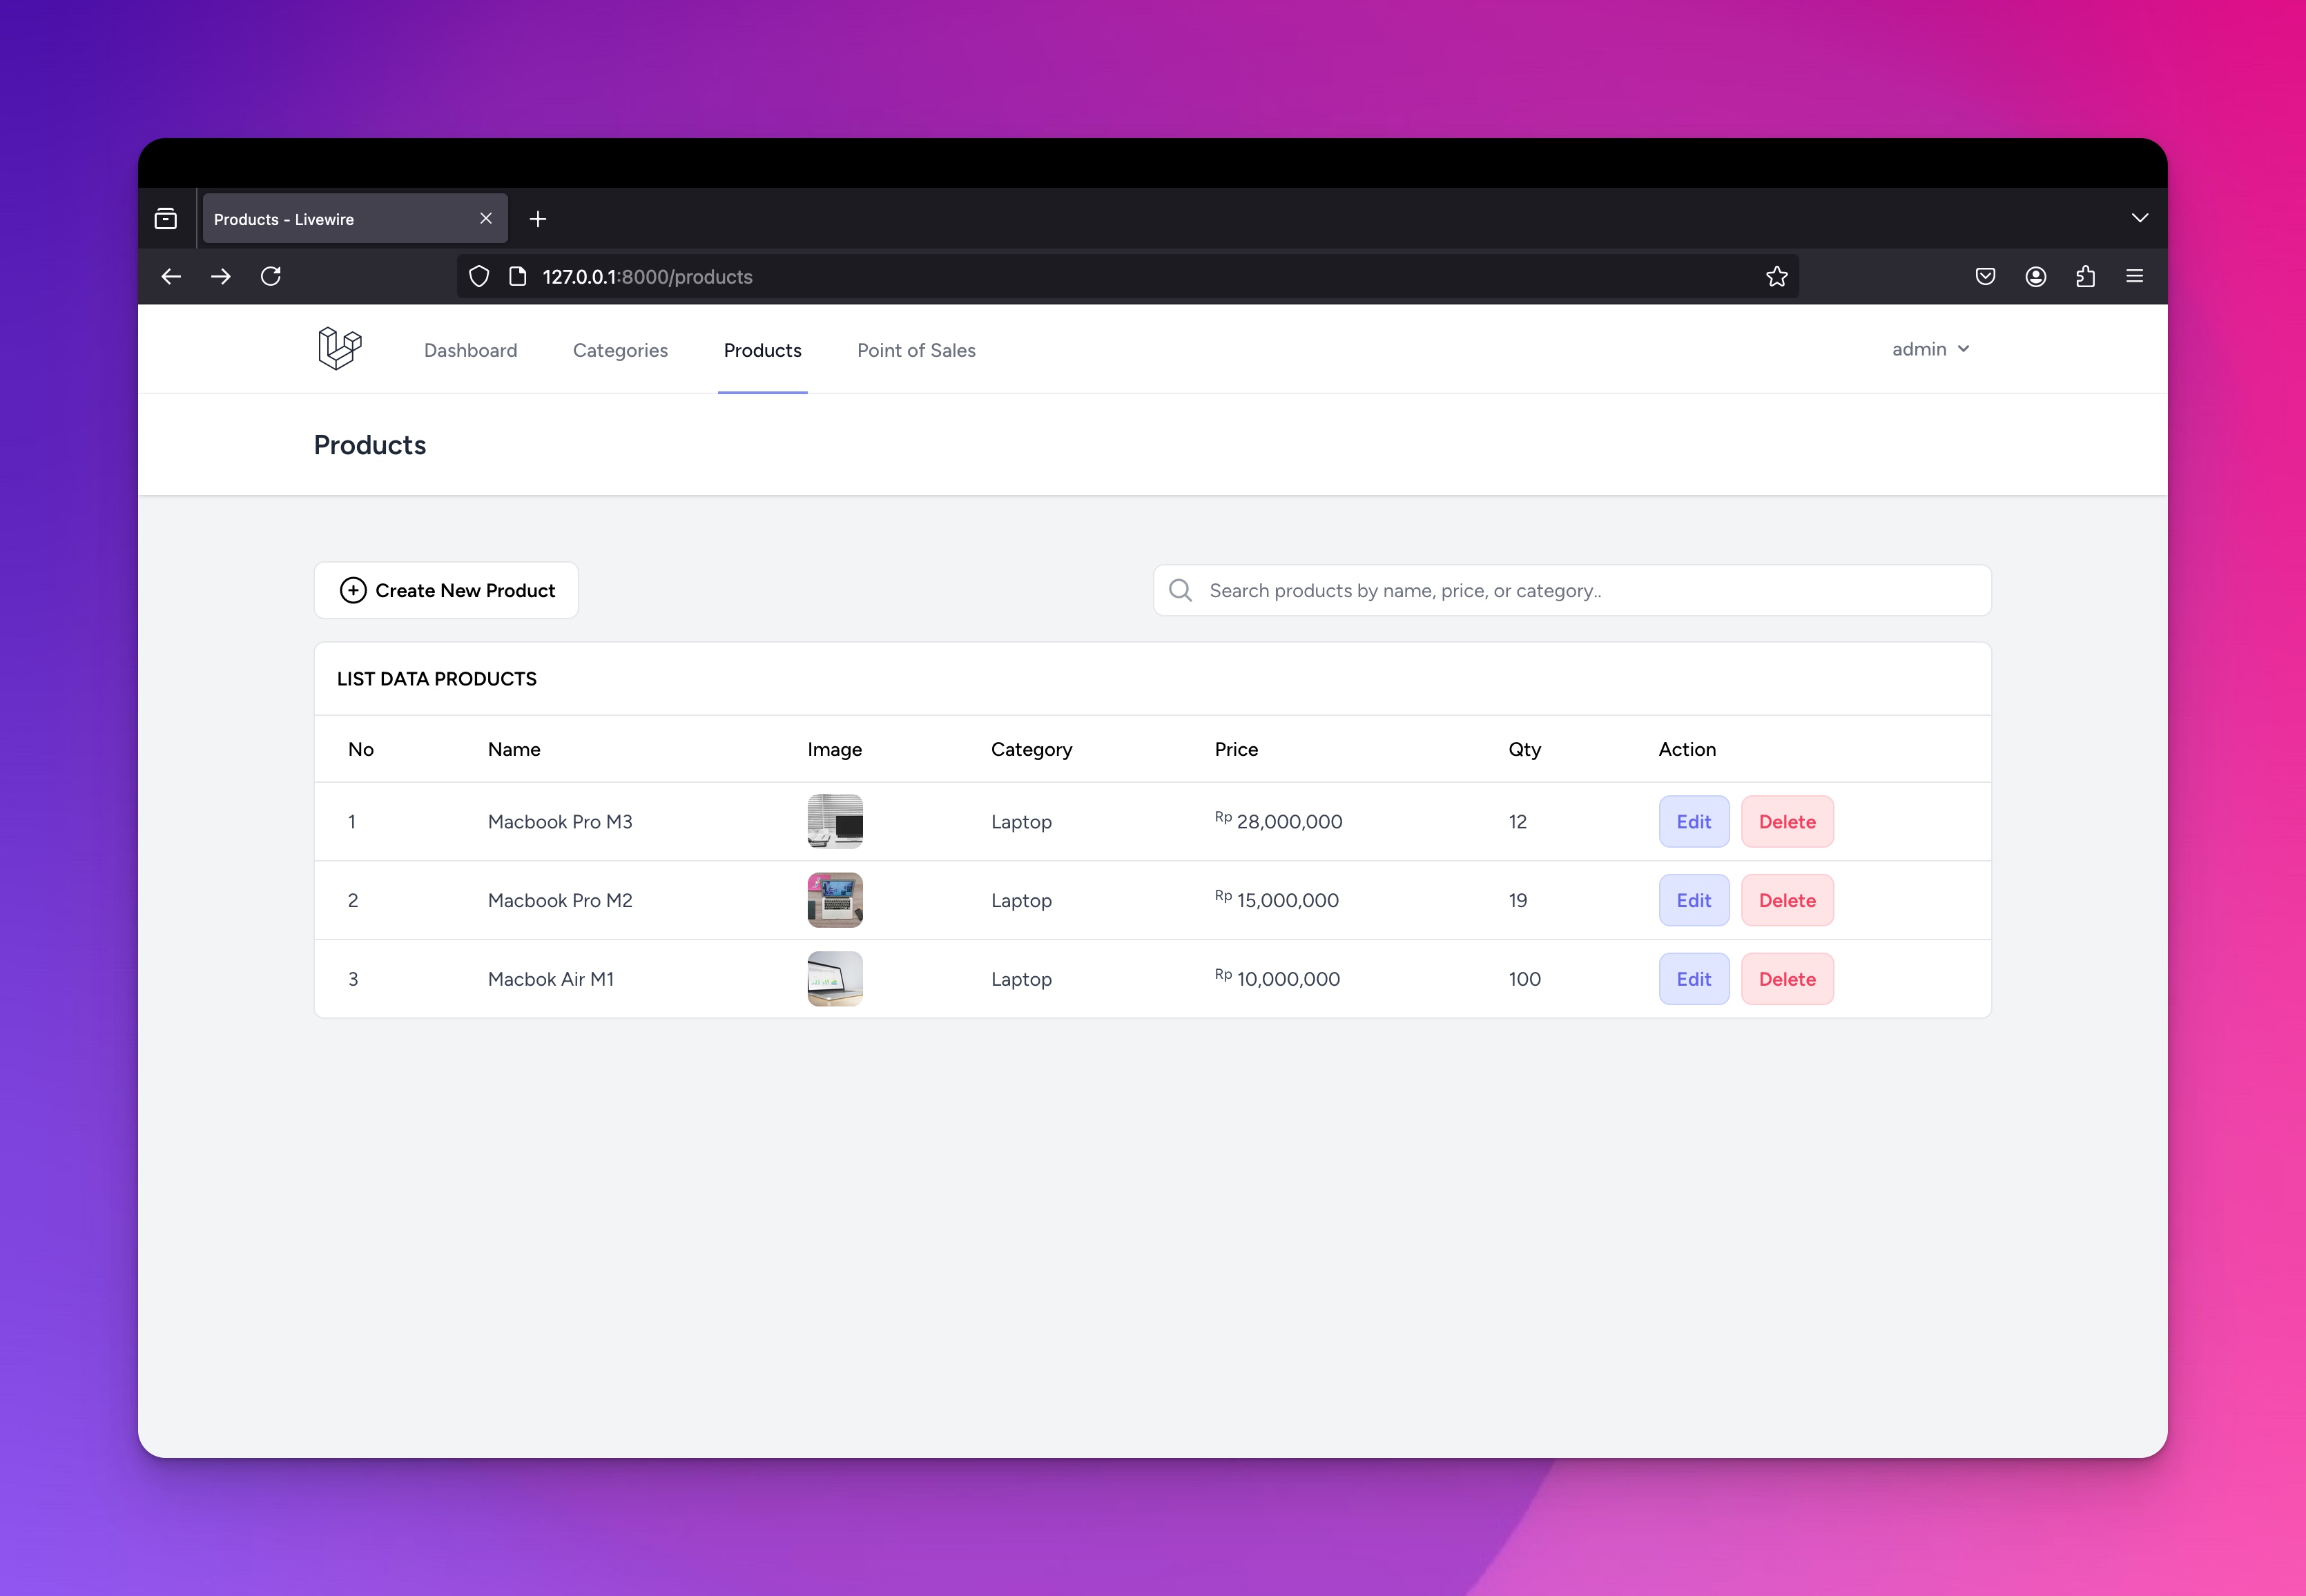 Products - Livewire
127.0.0.1:8000/products
Dashboard Categories Products Point of Sales admin
Products
Create New Product Search products by name, price, or category..
LIST DATA PRODUCTS
No Name Image Category Price Qty Action
1 Macbook Pro M3 Laptop Rp 28,000,000 12 Edit Delete
2 Macbook Pro M2 Laptop Rp 15,000,000 19 Edit Delete
3 Macbok Air M1 Laptop Rp 10,000,000 100 Edit Delete